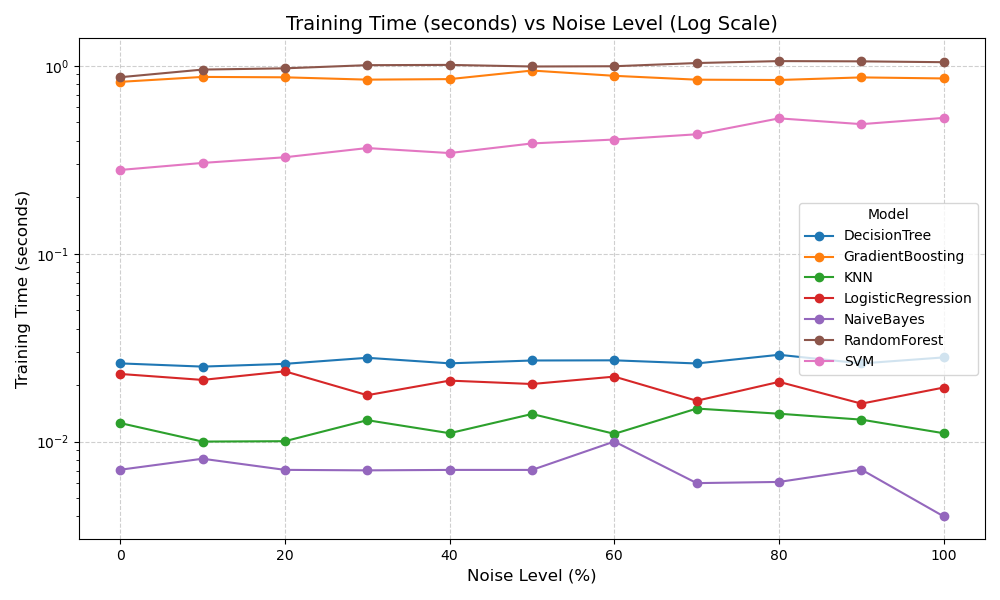 Training Time (seconds) vs Noise Level (Log Scale)
Training Time (seconds)
10⁰
10⁻¹
10⁻²
Model
DecisionTree
GradientBoosting
KNN
LogisticRegression
NaiveBayes
RandomForest
SVM
0 20 40 60 80 100
Noise Level (%)